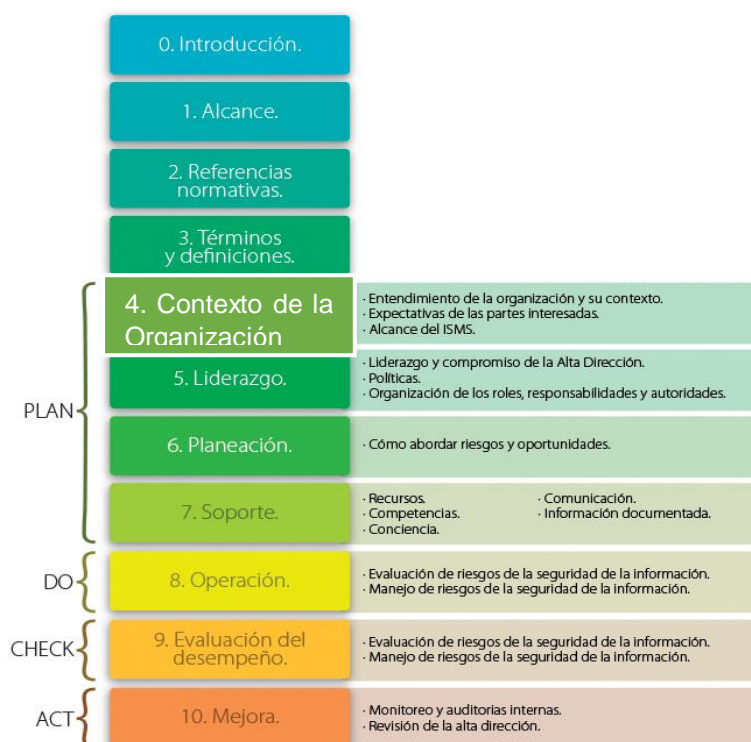 0. Introducción.
1. Alcance.
2. Referencias
normativas.
3. Términos
y definiciones.
4. Contexto de la
Organización
· Entendimiento de la organización y su contexto.
· Expectativas de las partes interesadas.
· Alcance del ISMS.
PLAN
5. Liderazgo.
· Liderazgo y compromiso de la Alta Dirección.
· Políticas.
· Organización de los roles, responsabilidades y autoridades.
6. Planeación.
· Cómo abordar riesgos y oportunidades.
7. Soporte.
· Recursos.
· Competencias.
· Conciencia.
· Comunicación.
· Información documentada.
DO
8. Operación.
· Evaluación de riesgos de la seguridad de la información.
· Manejo de riesgos de la seguridad de la información.
CHECK
9. Evaluación del
desempeño.
· Evaluación de riesgos de la seguridad de la información.
· Manejo de riesgos de la seguridad de la información.
ACT
10. Mejora.
· Monitoreo y auditorias internas.
· Revisión de la alta dirección.